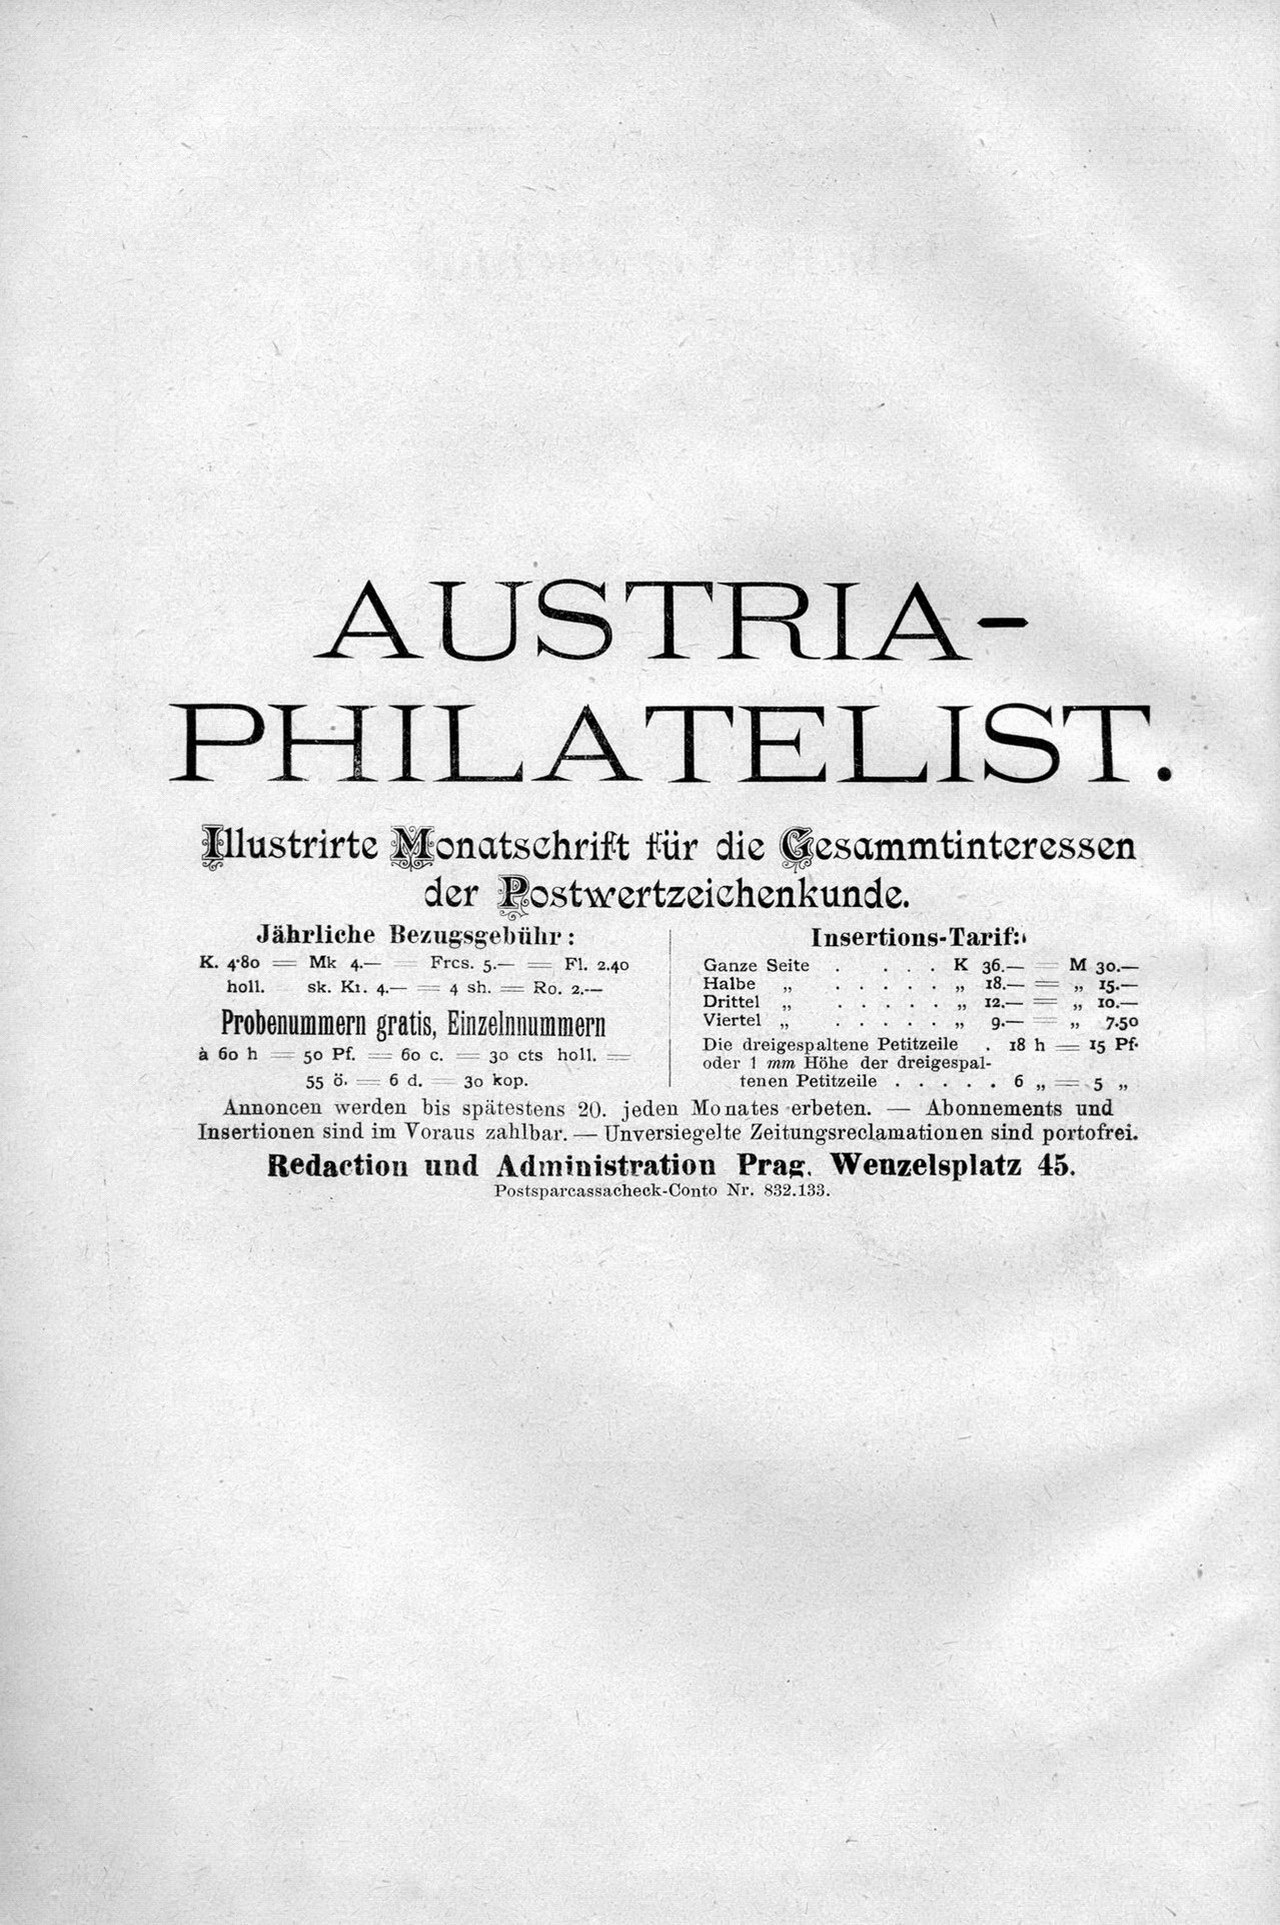 AUSTRIA-
PHILATELIST.
Illustrirte Monatschrift für die Gesammtinteressen
der Postwertzeichenkunde.
Jährliche Bezugsgebühr:
K. 4·80 = Mk 4.— = Frcs. 5.— = Fl. 2.40
holl. sk. Kr. 4.— = 4 sh. = Ro. 2.—
Probenummern gratis, Einzelnnummern
à 60 h = 50 Pf. = 60 c. = 30 cts holl. =
55 ö. = 6 d. = 30 kop.
Insertions-Tarif:
Ganze Seite . . . . K 36.— = M 30.—
Halbe „ . . . . . „ 18.— = „ 15.—
Drittel „ . . . . . „ 12.— = „ 10.—
Viertel „ . . . . . „ 9.— = „ 7.50
Die dreigespaltene Petitzeile . 18 h = 15 Pf.
oder 1 mm Höhe der dreigespal-
tenen Petitzeile . . . . . 6 „ = 5 „
Annoncen werden bis spätestens 20. jeden Monates erbeten. — Abonnements und
Insertionen sind im Voraus zahlbar. — Unversiegelte Zeitungsreclamationen sind portofrei.
Redaction und Administration Prag, Wenzelsplatz 45.
Postsparcassacheck-Conto Nr. 832.133.